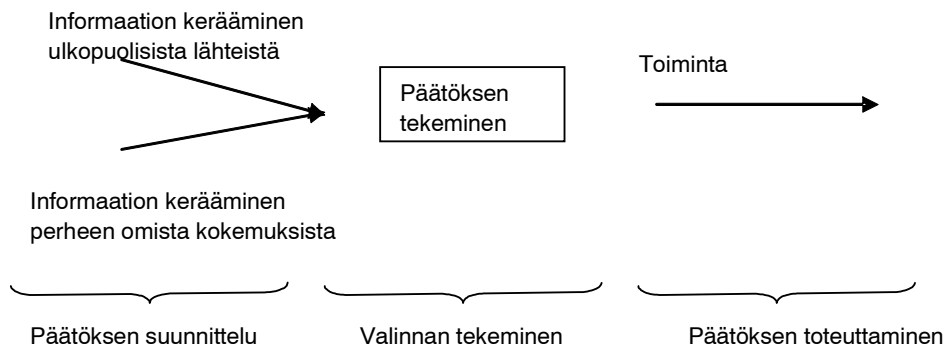 Informaation kerääminen
ulkopuolisista lähteistä
Toiminta
Päätöksen
tekeminen
Informaation kerääminen
perheen omista kokemuksista
Päätöksen suunnittelu
Valinnan tekeminen
Päätöksen toteuttaminen